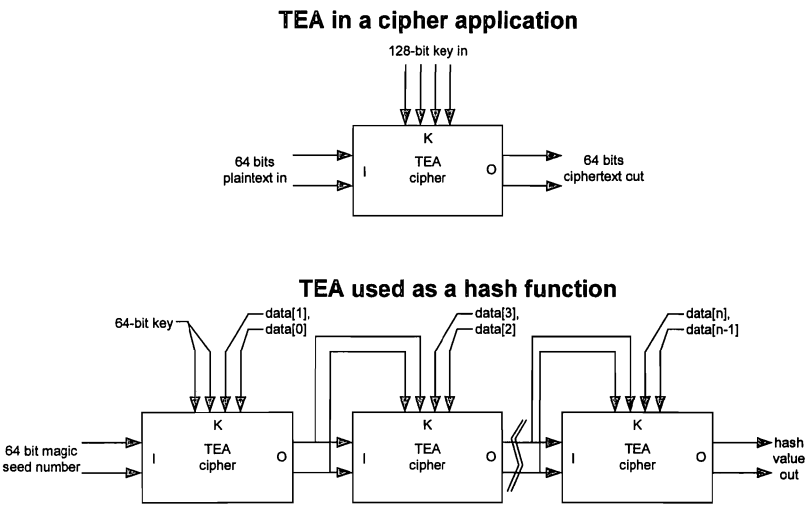 TEA in a cipher application
128-bit key in
K
64 bits
plaintext in
I
TEA
cipher
O
64 bits
ciphertext out
TEA used as a hash function
64-bit key
data[1],
data[0]
data[3],
data[2]
data[n],
data[n-1]
64 bit magic
seed number
K
I
TEA
cipher
O
K
I
TEA
cipher
O
K
I
TEA
cipher
O
hash
value
out